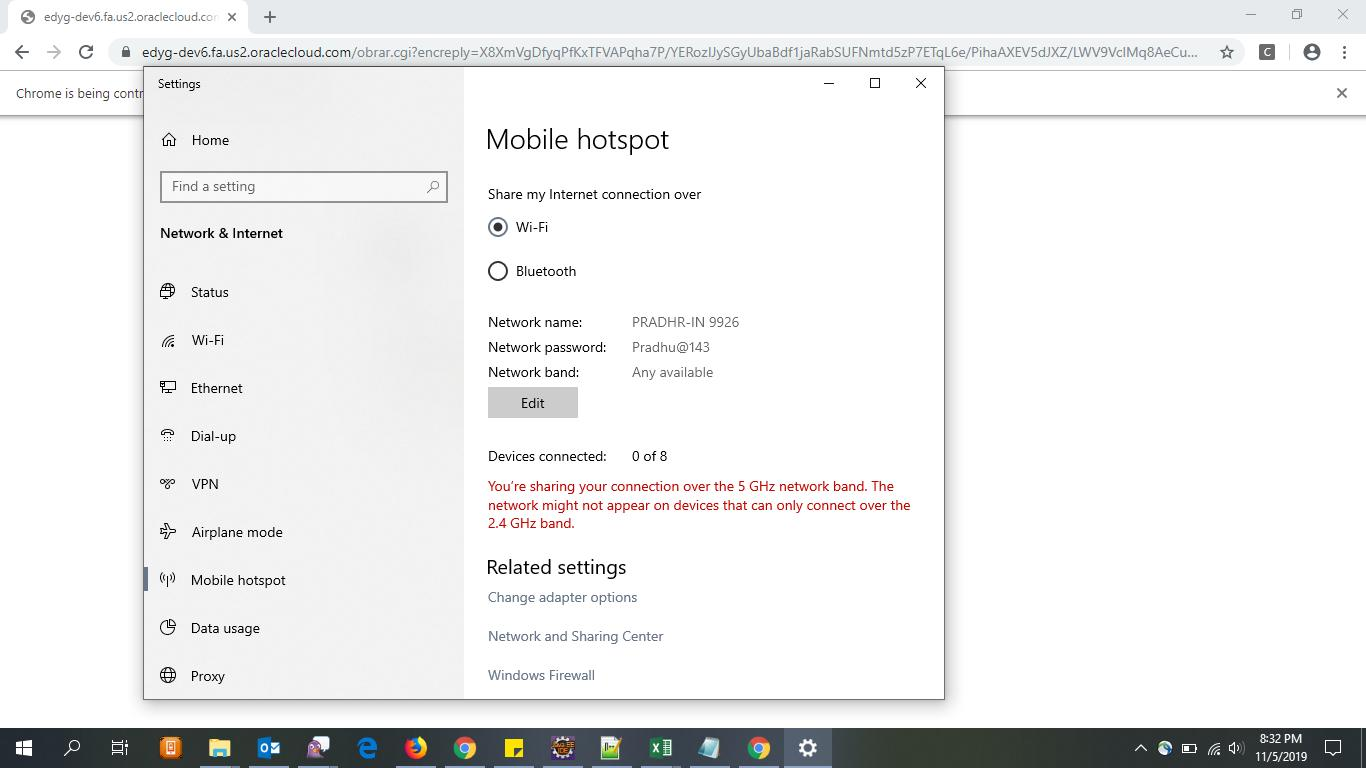 edyg-dev6.fa.us2.oraclecloud.con
edyg-dev6.fa.us2.oraclecloud.com/obrar.cgi?encreply=X8XmVgDfyqPfKxTFVAPqha7P/YERozlJySGyUbaBdf1jaRabSUFNmtd5zP7ETqL6e/PihaAXEV5dJXZ/LWV9VclMq8AeCu...
C
Chrome is being contr
Settings
Home
Find a setting
Network & Internet
Status
Wi-Fi
Ethernet
Dial-up
VPN
Airplane mode
Mobile hotspot
Data usage
Proxy
Mobile hotspot
Share my Internet connection over
Wi-Fi
Bluetooth
Network name: PRADHR-IN 9926
Network password: Pradhu@143
Network band: Any available
Edit
Devices connected: 0 of 8
You're sharing your connection over the 5 GHz network band. The
network might not appear on devices that can only connect over the
2.4 GHz band.
Related settings
Change adapter options
Network and Sharing Center
Windows Firewall
8:32 PM
11/5/2019